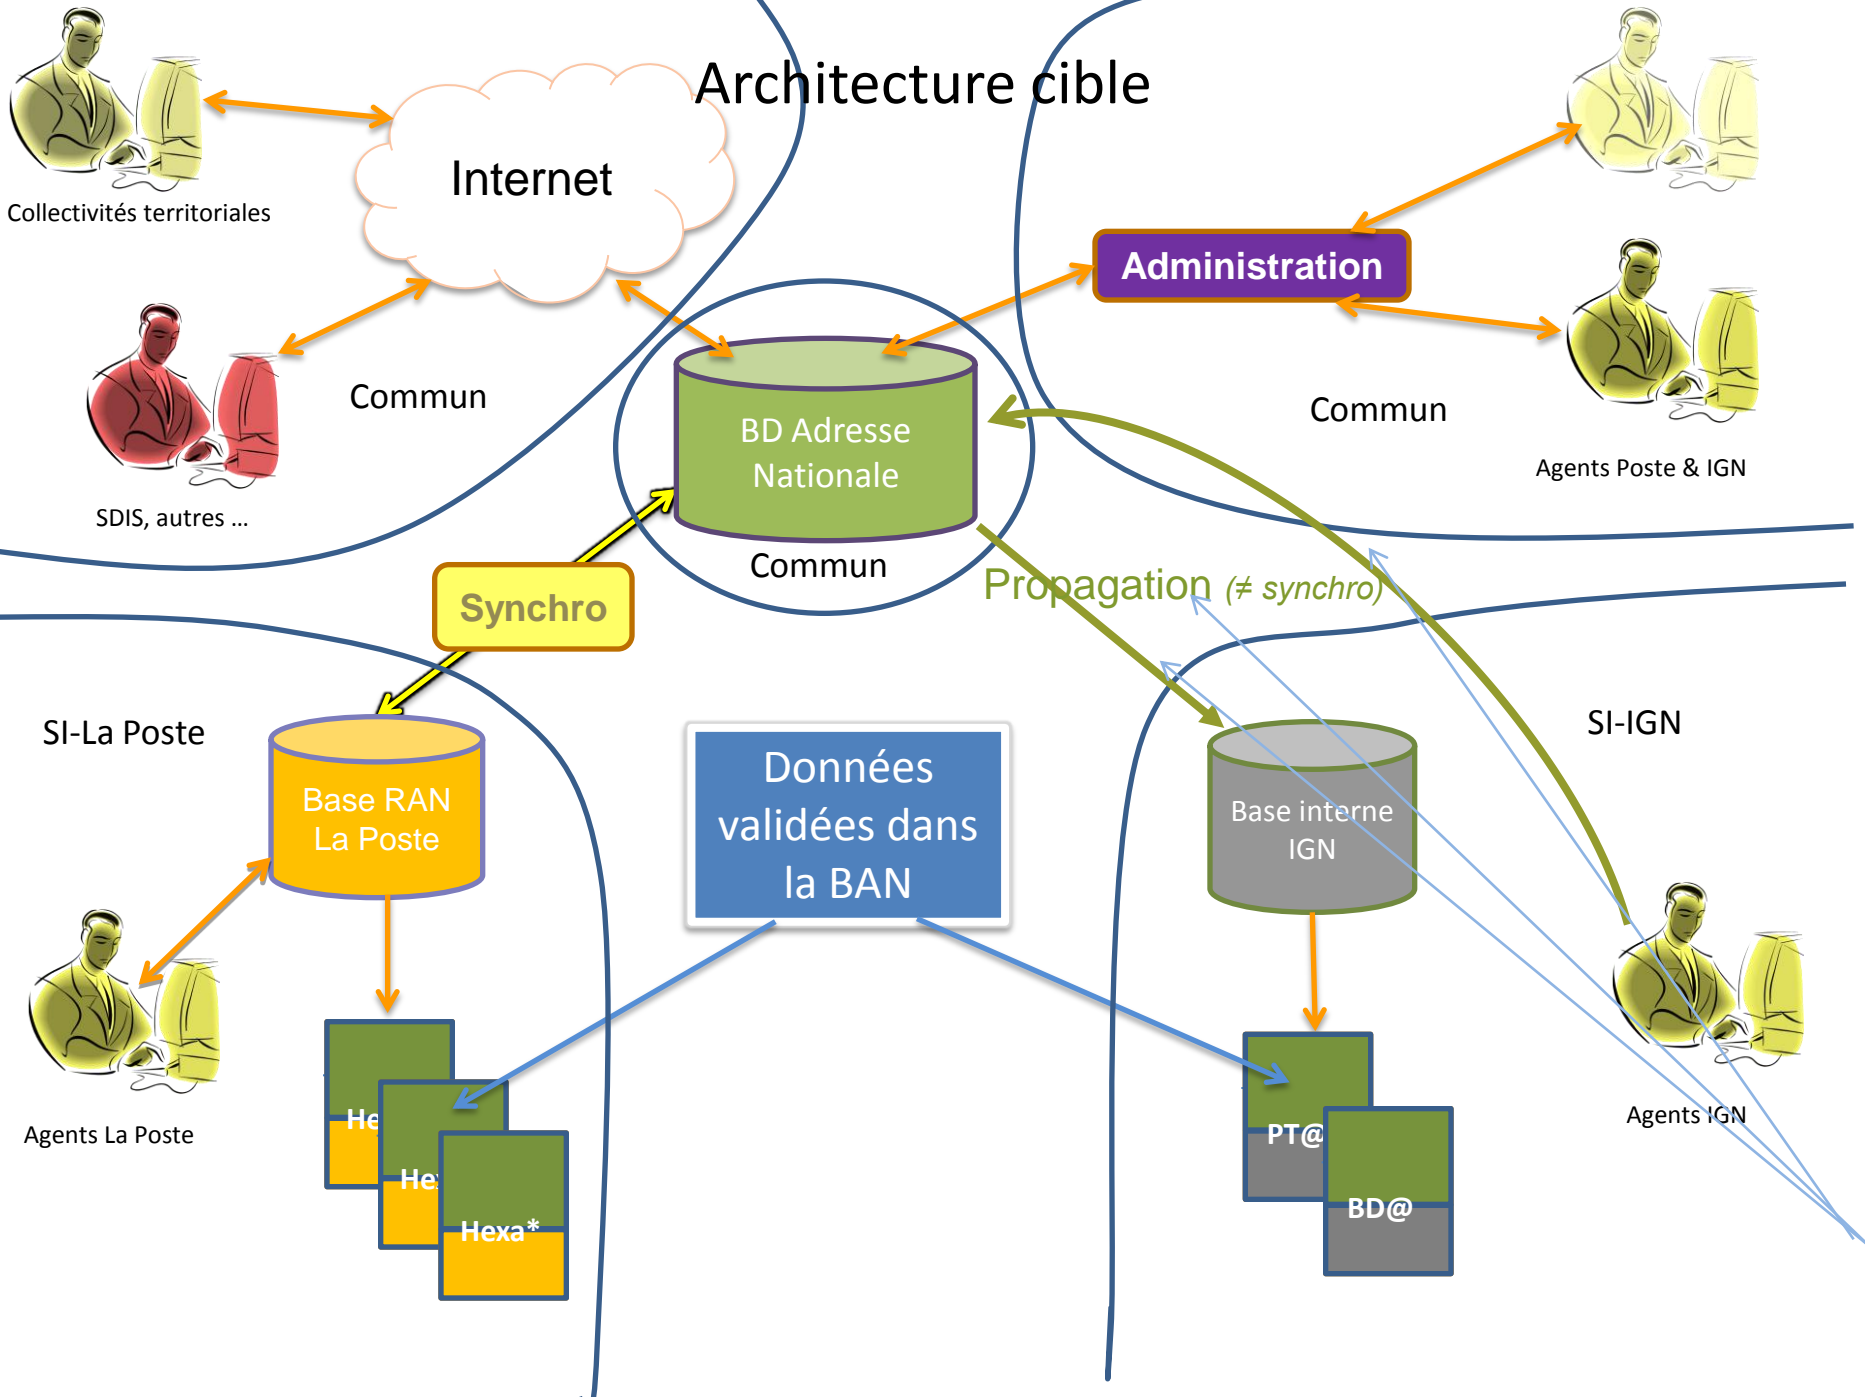 Architecture cible
Internet
Collectivités territoriales
Administration
Commun
SDIS, autres ...
BD Adresse
Nationale
Commun
Commun
Agents Poste & IGN
Synchro
Propagation (≠ synchro)
SI-La Poste
SI-IGN
Base RAN
La Poste
Données
validées dans
la BAN
Base interne
IGN
Agents La Poste
Agents IGN
He
Hex
Hexa*
PT@
BD@